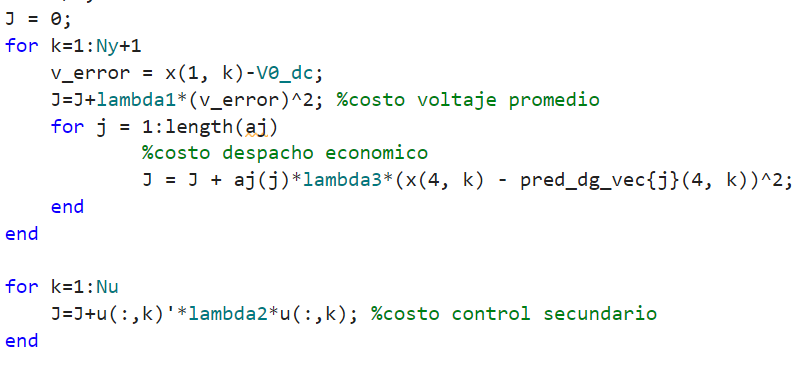 J = 0;
for k=1:Ny+1
    v_error = x(1, k)-V0_dc;
    J=J+lambda1*(v_error)^2; %costo voltaje promedio
    for j = 1:length(aj)
            %costo despacho economico
            J = J + aj(j)*lambda3*(x(4, k) - pred_dg_vec{j}(4, k))^2;
    end
end
for k=1:Nu
    J=J+u(:,k)'*lambda2*u(:,k); %costo control secundario
end